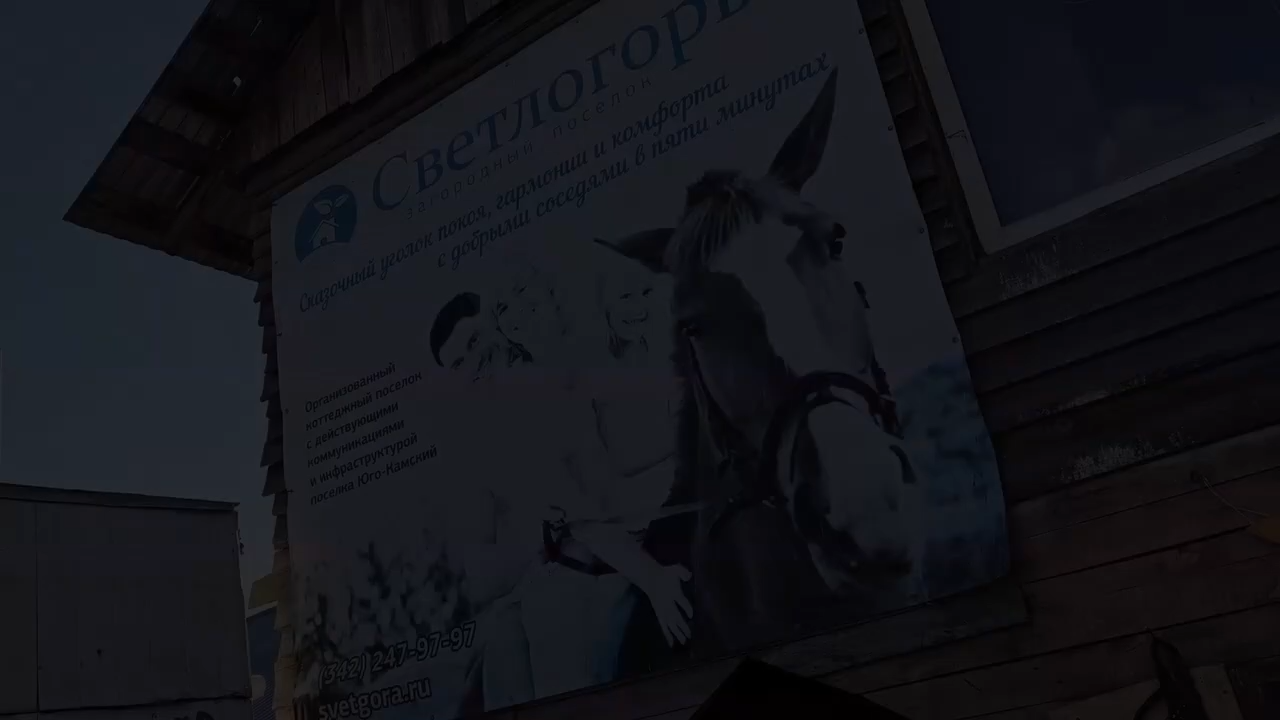 Светлогорь
загородный поселок
Сказочный уголок покоя, гармонии и комфорта
с добрыми соседями в пяти минутах
Организованный
коттеджный поселок
с действующими
коммуникациями
и инфраструктурой
поселка Юго-Камский
(342) 247-97-97
svetgora.ru